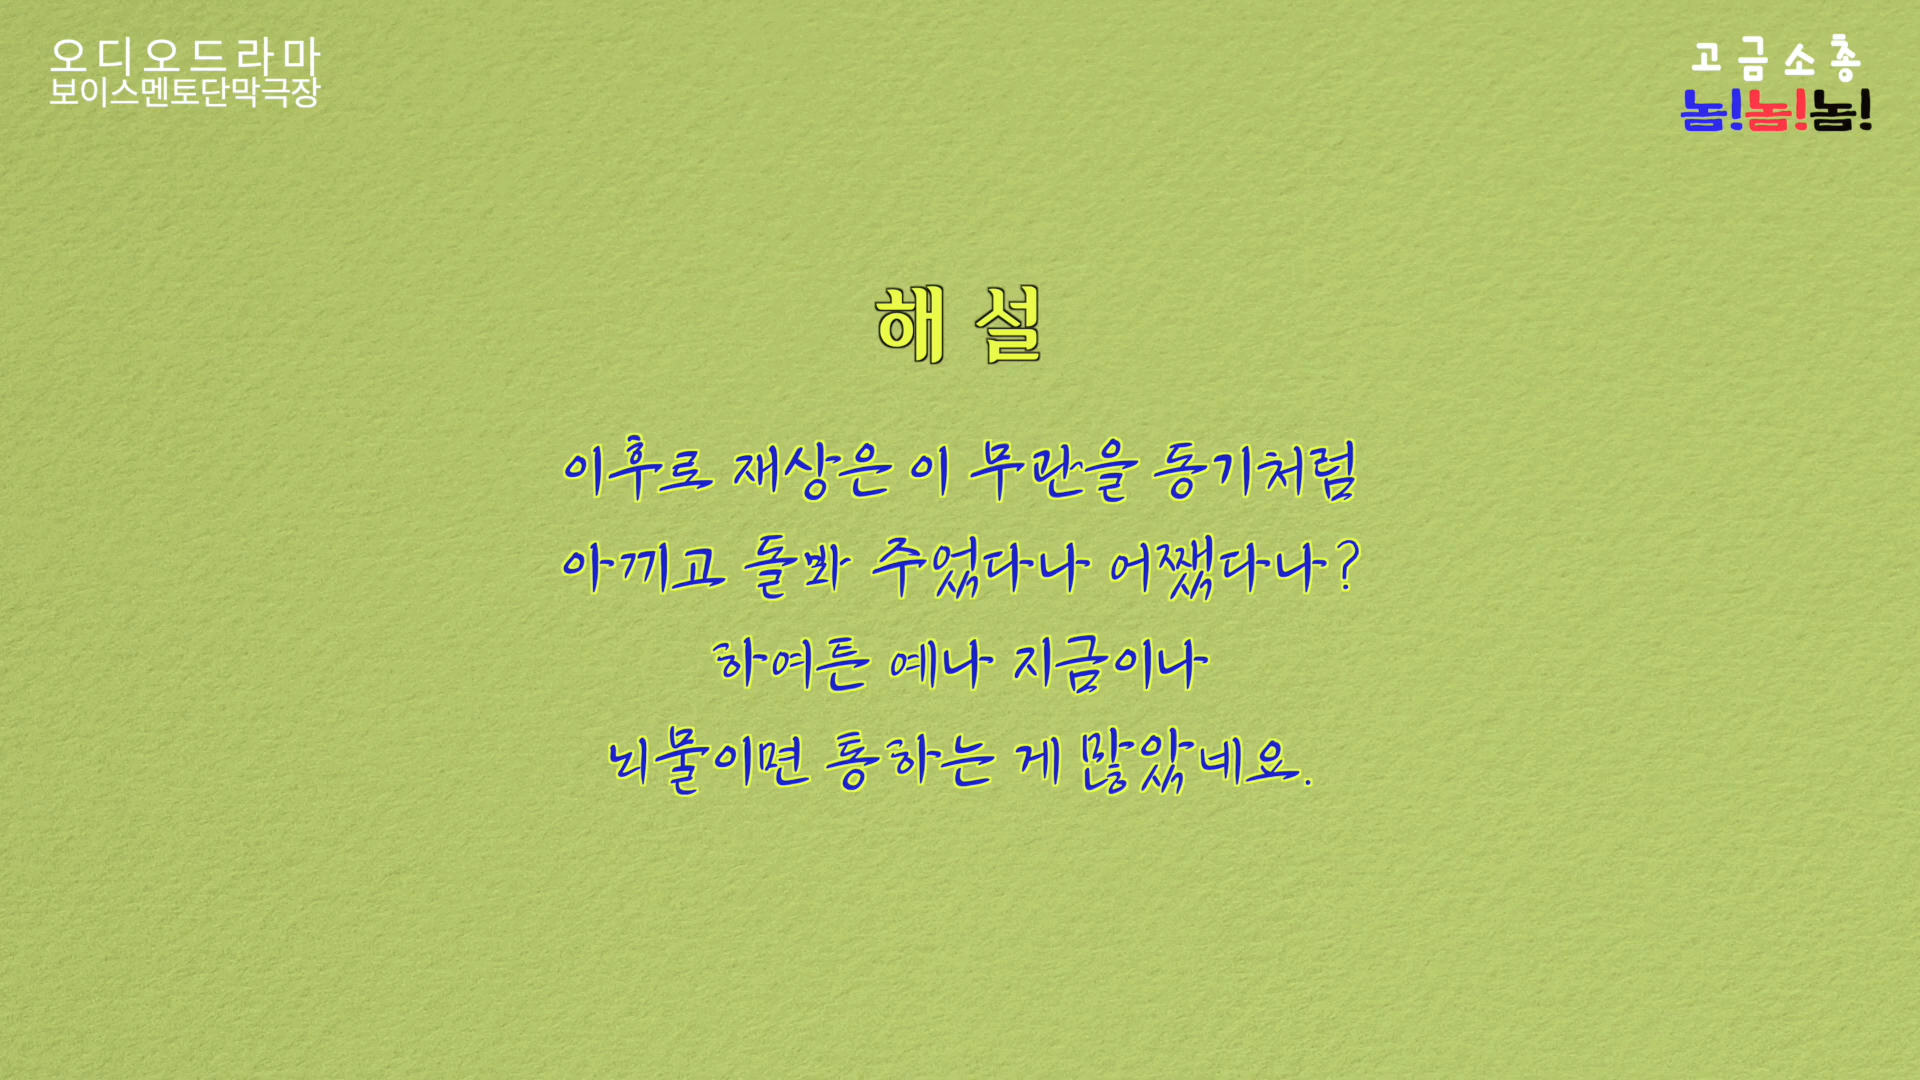 오디오드라마
보이스멘토단막극장
고금소총
놈!놈!놈!
해 설
이후로 재상은 이 무관을 동기처럼
아끼고 돌봐 주었다나 어쨌다나?
하여튼 예나 지금이나
뇌물이면 통하는 게 많았네요.